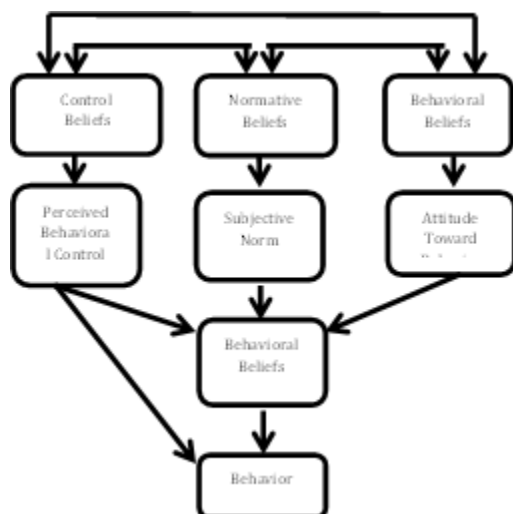 Control
Beliefs
Normative
Beliefs
Behavioral
Beliefs
Perceived
Behaviora
l Control
Subjective
Norm
Attitude
Toward
Behavioral
Beliefs
Behavior